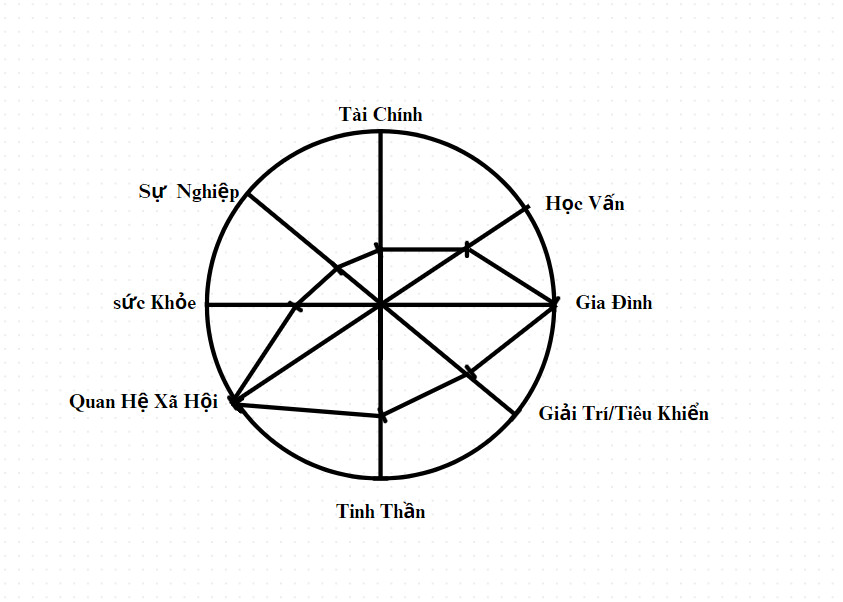 Tài Chính
Sự Nghiệp
Học Vấn
sức Khỏe
Gia Đình
Quan Hệ Xã Hội
Giải Trí/Tiêu Khiển
Tinh Thần